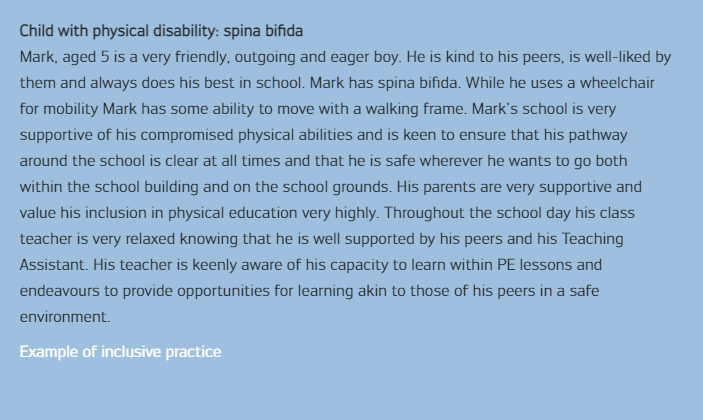 Child with physical disability: spina bifida
Mark, aged 5 is a very friendly, outgoing and eager boy. He is kind to his peers, is well-liked by
them and always does his best in school. Mark has spina bifida. While he uses a wheelchair
for mobility Mark has some ability to move with a walking frame. Mark's school is very
supportive of his compromised physical abilities and is keen to ensure that his pathway
around the school is clear at all times and that he is safe wherever he wants to go both
within the school building and on the school grounds. His parents are very supportive and
value his inclusion in physical education very highly. Throughout the school day his class
teacher is very relaxed knowing that he is well supported by his peers and his Teaching
Assistant. His teacher is keenly aware of his capacity to learn within PE lessons and
endeavours to provide opportunities for learning akin to those of his peers in a safe
environment.
Example of inclusive practice